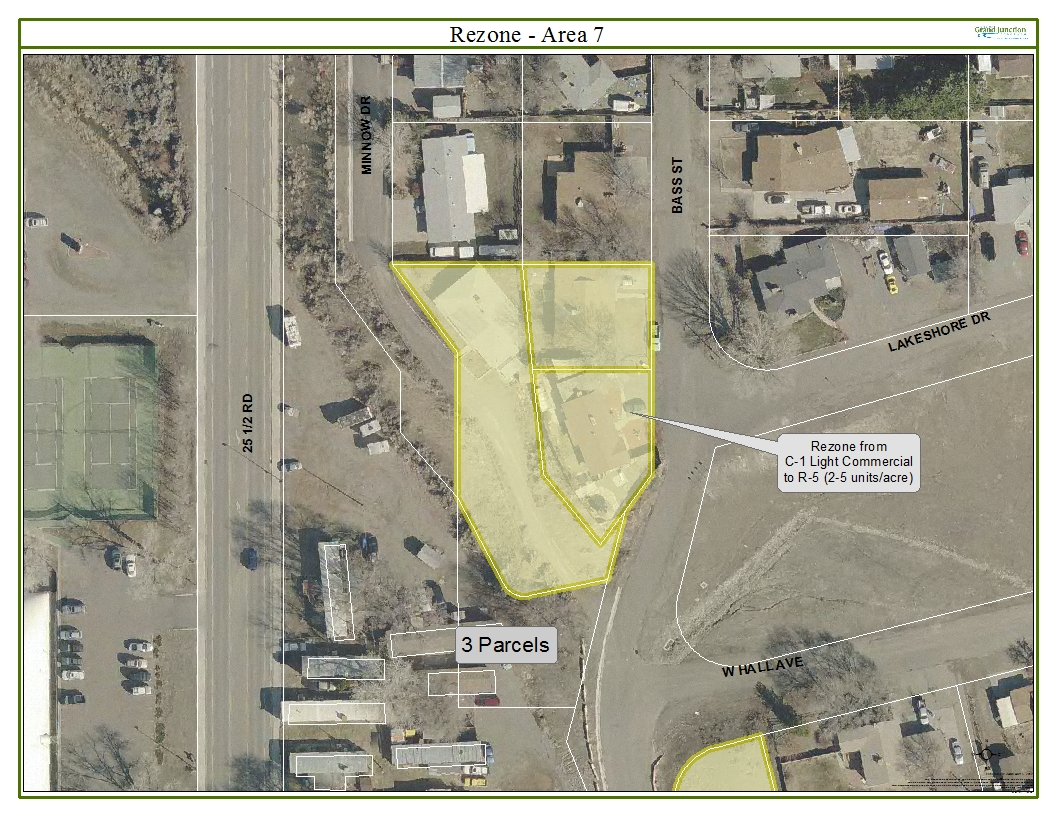 Rezone - Area 7
Grand Junction
MINNOW DR
BASS ST
LAKESHORE DR
25 1/2 RD
Rezone from
C-1 Light Commercial
to R-5 (2-5 units/acre)
3 Parcels
W HALL AVE